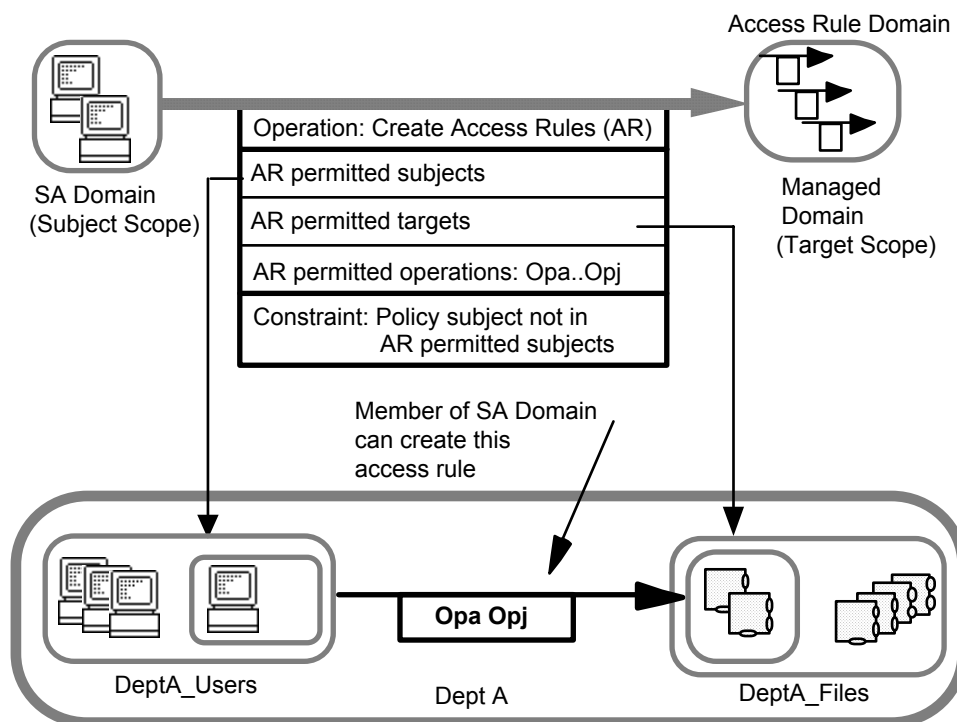 Access Rule Domain
Operation: Create Access Rules (AR)
AR permitted subjects
AR permitted targets
AR permitted operations: Opa..Opj
Constraint: Policy subject not in
AR permitted subjects
SA Domain
(Subject Scope)
Managed
Domain
(Target Scope)
Member of SA Domain
can create this
access rule
Opa Opj
DeptA_Users
Dept A
DeptA_Files